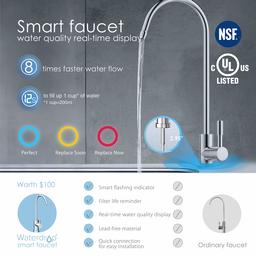 Smart faucet
water quality real-time display
NSF
8 times faster water flow
C UL US
LISTED
12s to fill up 1 cup* of water
*1 cup=200ml
2.95"
Perfect
Replace Soon
Replace Now
Worth $100
Waterdrop
smart faucet
Smart flashing indicator
Filter life reminder
Real-time water quality display
Lead-free material
Quick connection
for easy installation
Ordinary faucet